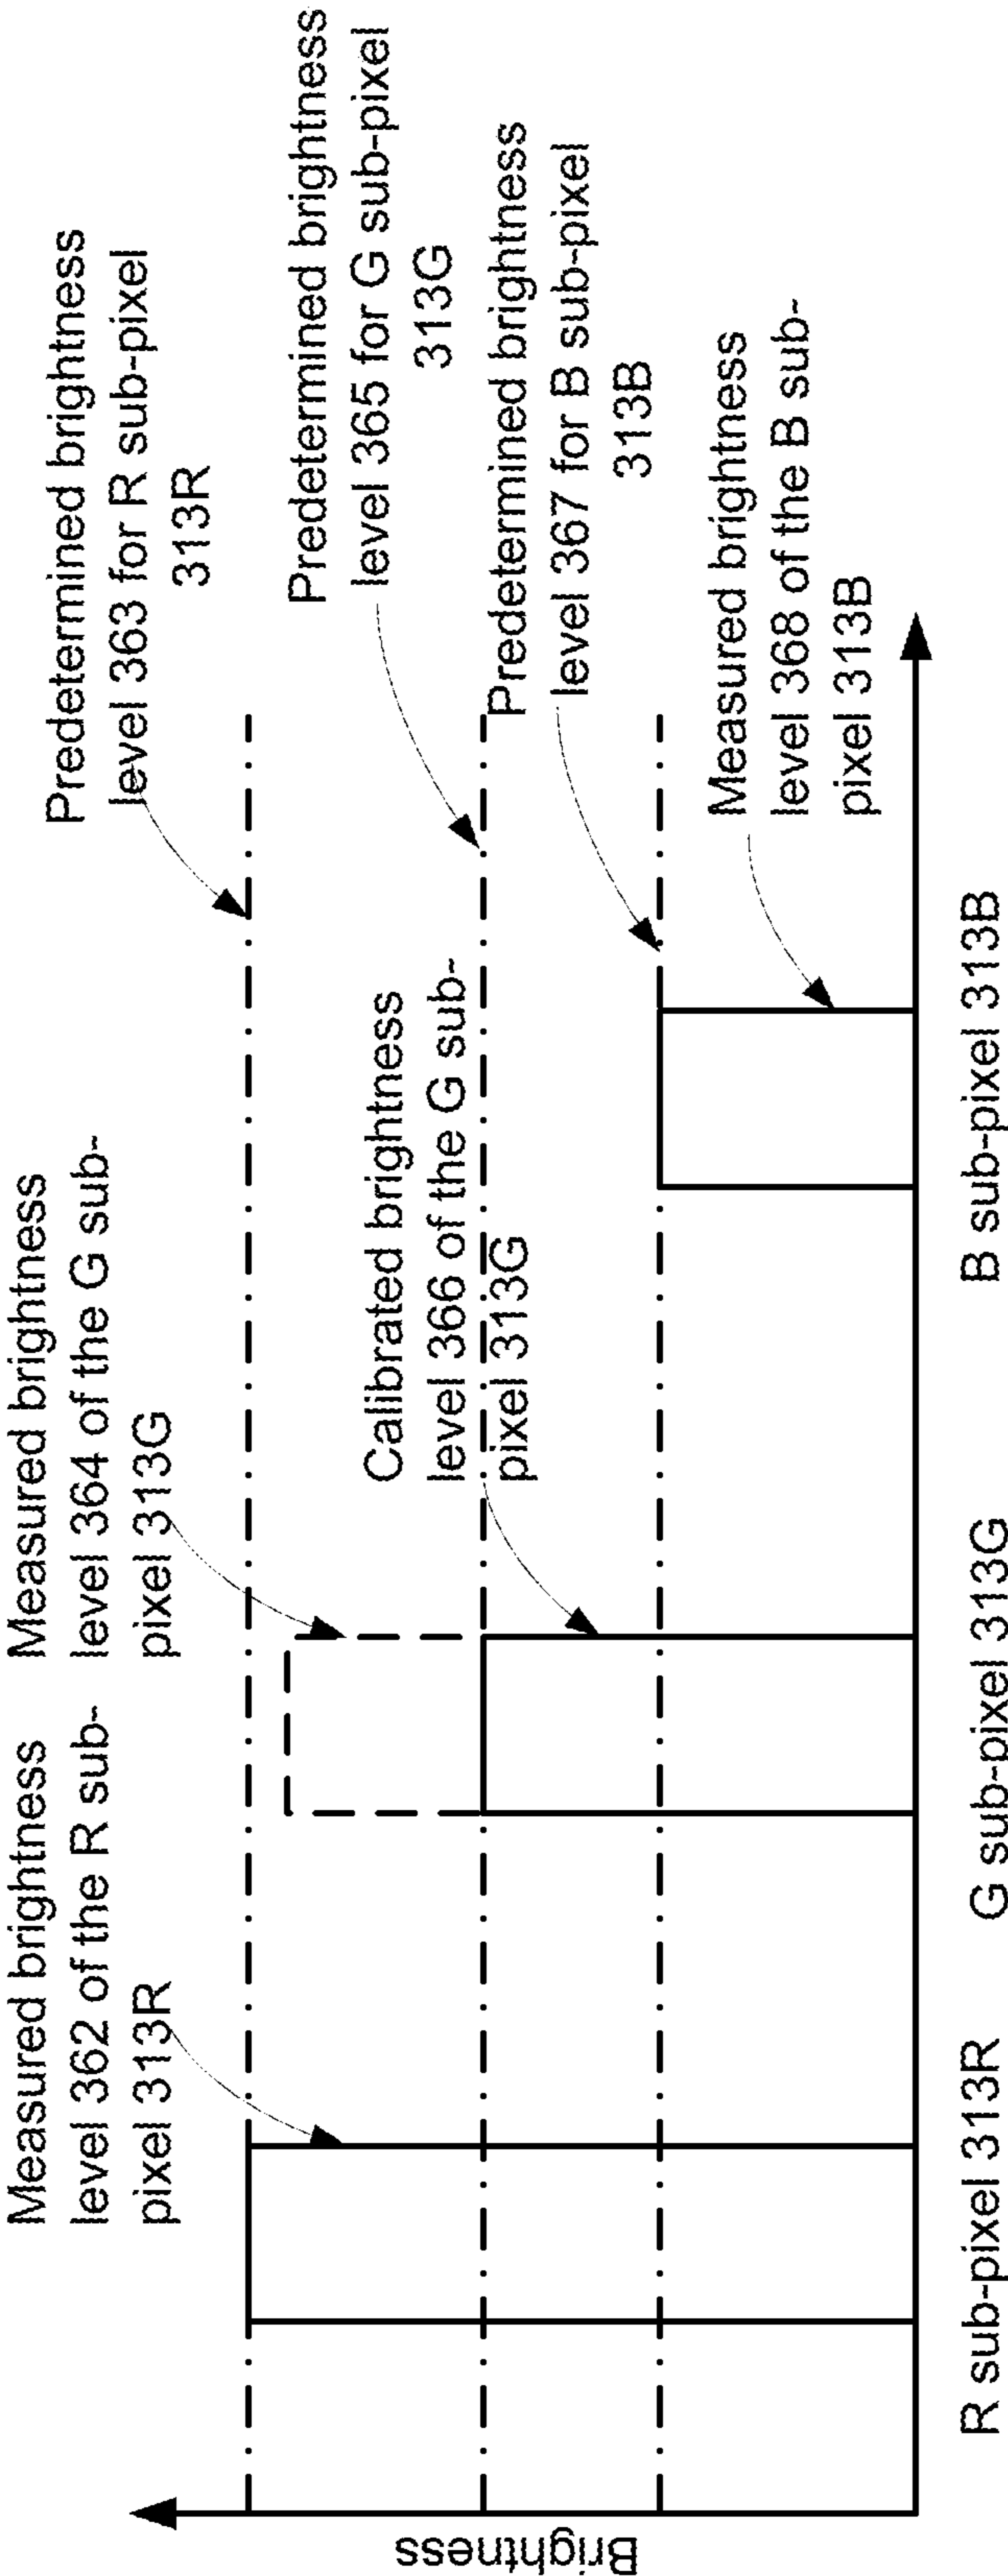 Measured brightness
level 362 of the R sub-
pixel 313R
Measured brightness
level 364 of the G sub-
pixel 313G
Predetermined brightness
level 363 for R sub-pixel
313R
Predetermined brightness
level 365 for G sub-pixel
313G
Calibrated brightness
level 366 of the G sub-
pixel 313G
Predetermined brightness
level 367 for B sub-pixel
313B
Measured brightness
level 368 of the B sub-
pixel 313B
Brightness
R sub-pixel 313R
G sub-pixel 313G
B sub-pixel 313B